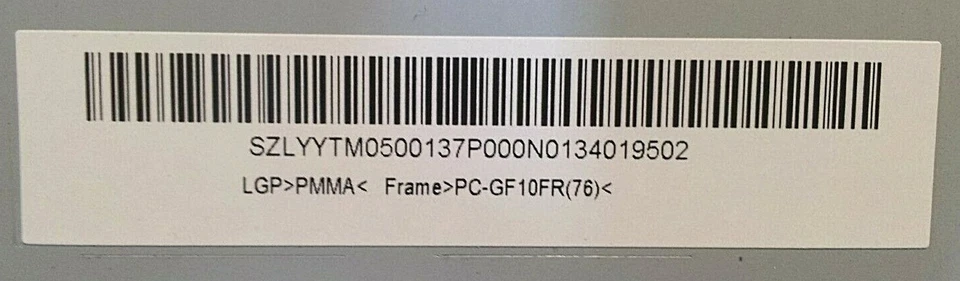 SZLYYTM0500137P000N0134019502
LGP>PMMA< Frame>PC-GF10FR(76)<